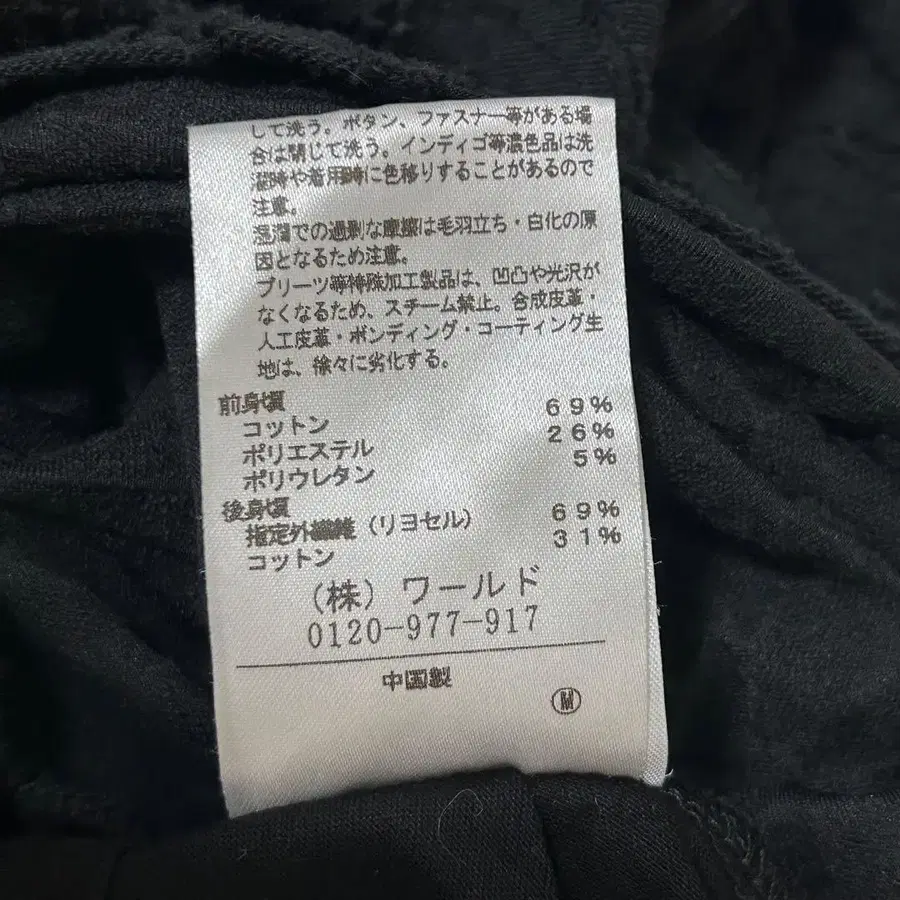 して洗う。ボタン、ファスナー等がある場
合は閉じて洗う。インディゴ等濃色品は洗
濯時や着用時に色移りすることがあるので
注意。
湿潤での過剰な摩擦は毛羽立ち・白化の原
因となるため注意。
プリーツ等特殊加工製品は、凹凸や光沢が
なくなるため、スチーム禁止。合成皮革・
人工皮革・ボンディング・コーティング生
地は、徐々に劣化する。
前身頃
コットン 69%
ポリエステル 26%
ポリウレタン 5%
後身頃
指定外繊維（リヨセル） 69%
コットン 31%
（株）ワールド
0120-977-917
中国製
Ⓜ